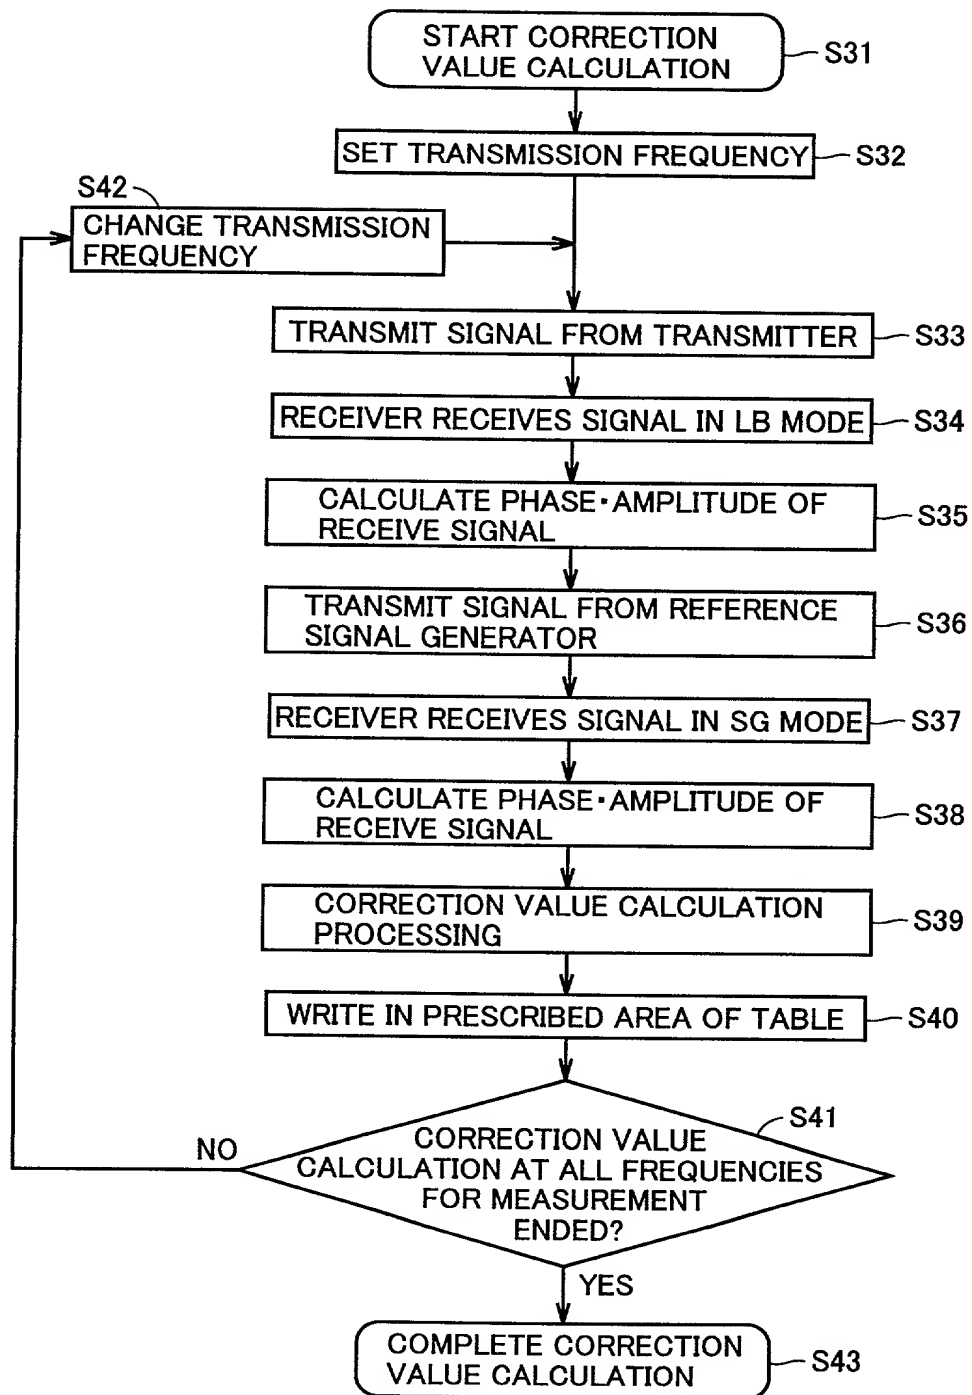 START CORRECTION
VALUE CALCULATION
S31
SET TRANSMISSION FREQUENCY
S32
S42
CHANGE TRANSMISSION
FREQUENCY
TRANSMIT SIGNAL FROM TRANSMITTER
S33
RECEIVER RECEIVES SIGNAL IN LB MODE
S34
CALCULATE PHASE·AMPLITUDE OF
RECEIVE SIGNAL
S35
TRANSMIT SIGNAL FROM REFERENCE
SIGNAL GENERATOR
S36
RECEIVER RECEIVES SIGNAL IN SG MODE
S37
CALCULATE PHASE·AMPLITUDE OF
RECEIVE SIGNAL
S38
CORRECTION VALUE CALCULATION
PROCESSING
S39
WRITE IN PRESCRIBED AREA OF TABLE
S40
S41
NO
CORRECTION VALUE
CALCULATION AT ALL FREQUENCIES
FOR MEASUREMENT
ENDED?
YES
COMPLETE CORRECTION
VALUE CALCULATION
S43